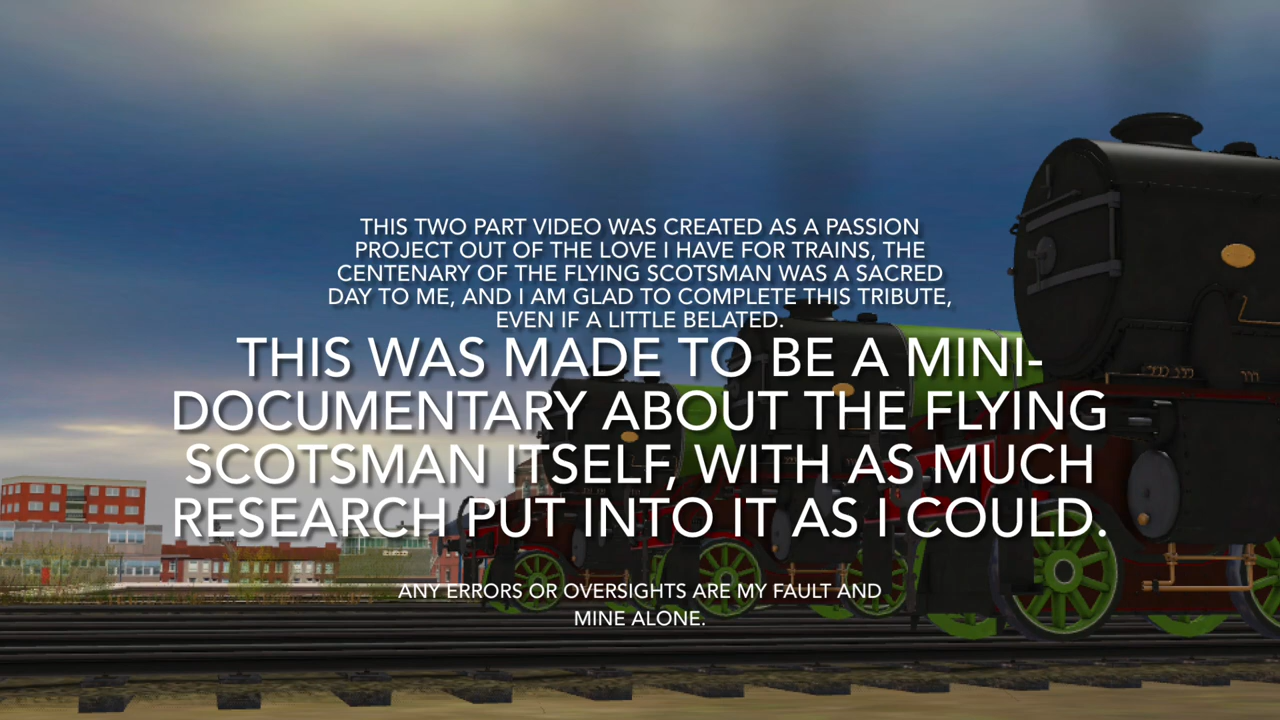 THIS TWO PART VIDEO WAS CREATED AS A PASSION
PROJECT OUT OF THE LOVE I HAVE FOR TRAINS, THE
CENTENARY OF THE FLYING SCOTSMAN WAS A SACRED
DAY TO ME, AND I AM GLAD TO COMPLETE THIS TRIBUTE,
EVEN IF A LITTLE BELATED.
THIS WAS MADE TO BE A MINI-
DOCUMENTARY ABOUT THE FLYING
SCOTSMAN ITSELF, WITH AS MUCH
RESEARCH PUT INTO IT AS I COULD.
ANY ERRORS OR OVERSIGHTS ARE MY FAULT AND
MINE ALONE.